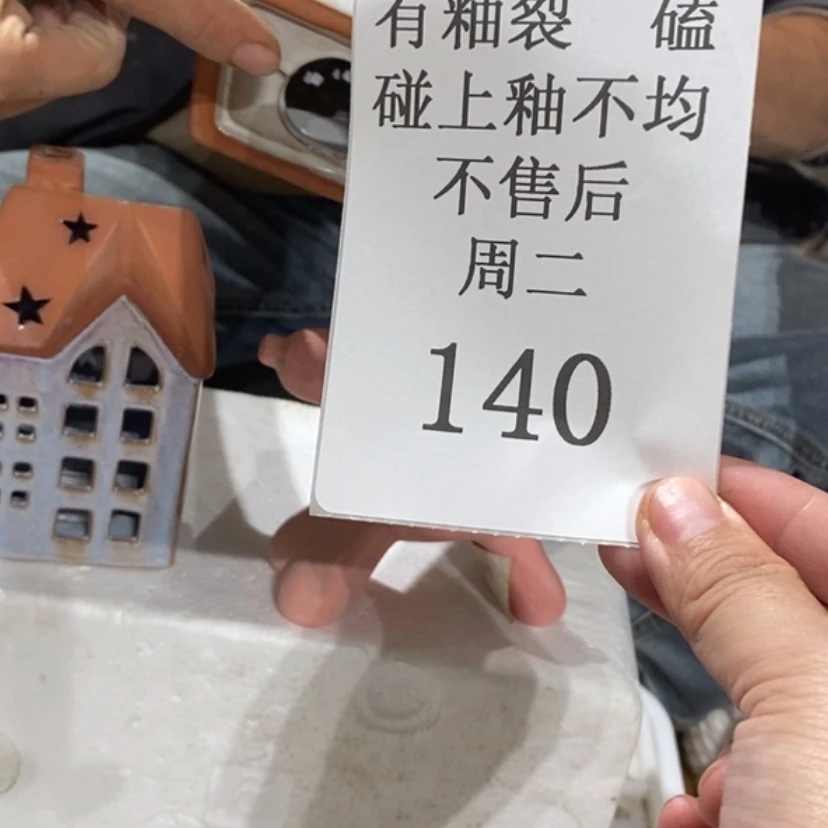 有釉裂　磕
碰上釉不均
不售后
周二
140